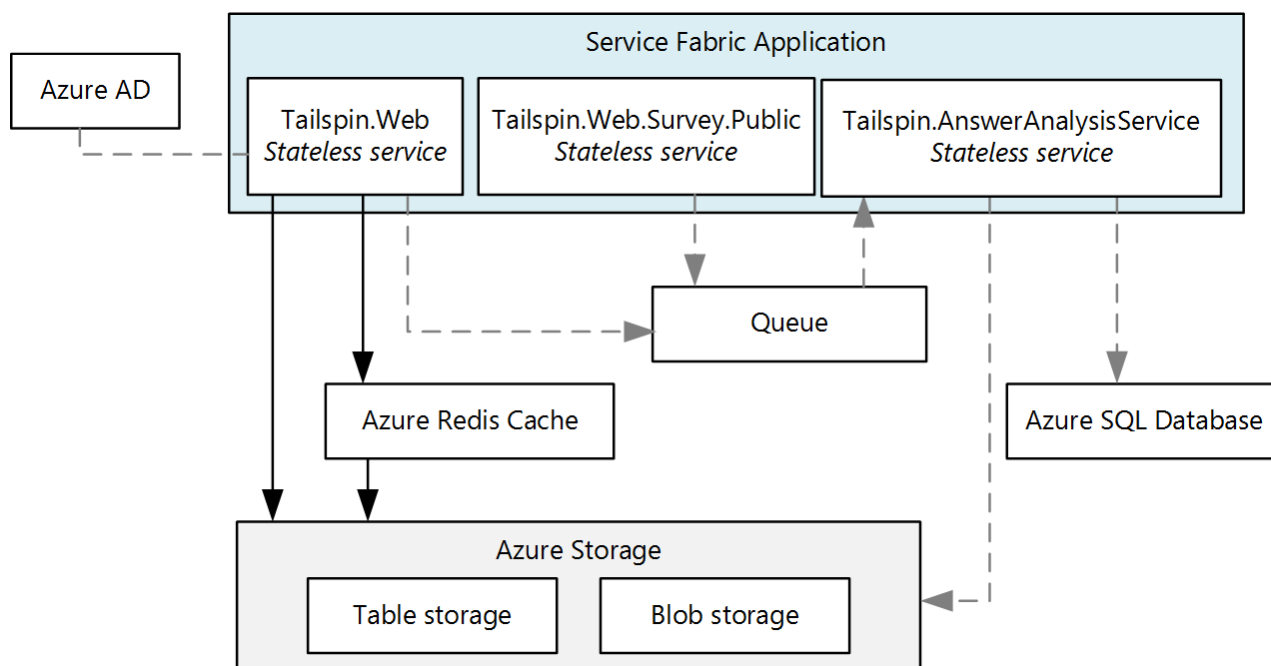 Service Fabric Application
Azure AD
Tailspin.Web
Stateless service
Tailspin.Web.Survey.Public
Stateless service
Tailspin.AnswerAnalysisService
Stateless service
Queue
Azure Redis Cache
Azure SQL Database
Azure Storage
Table storage
Blob storage